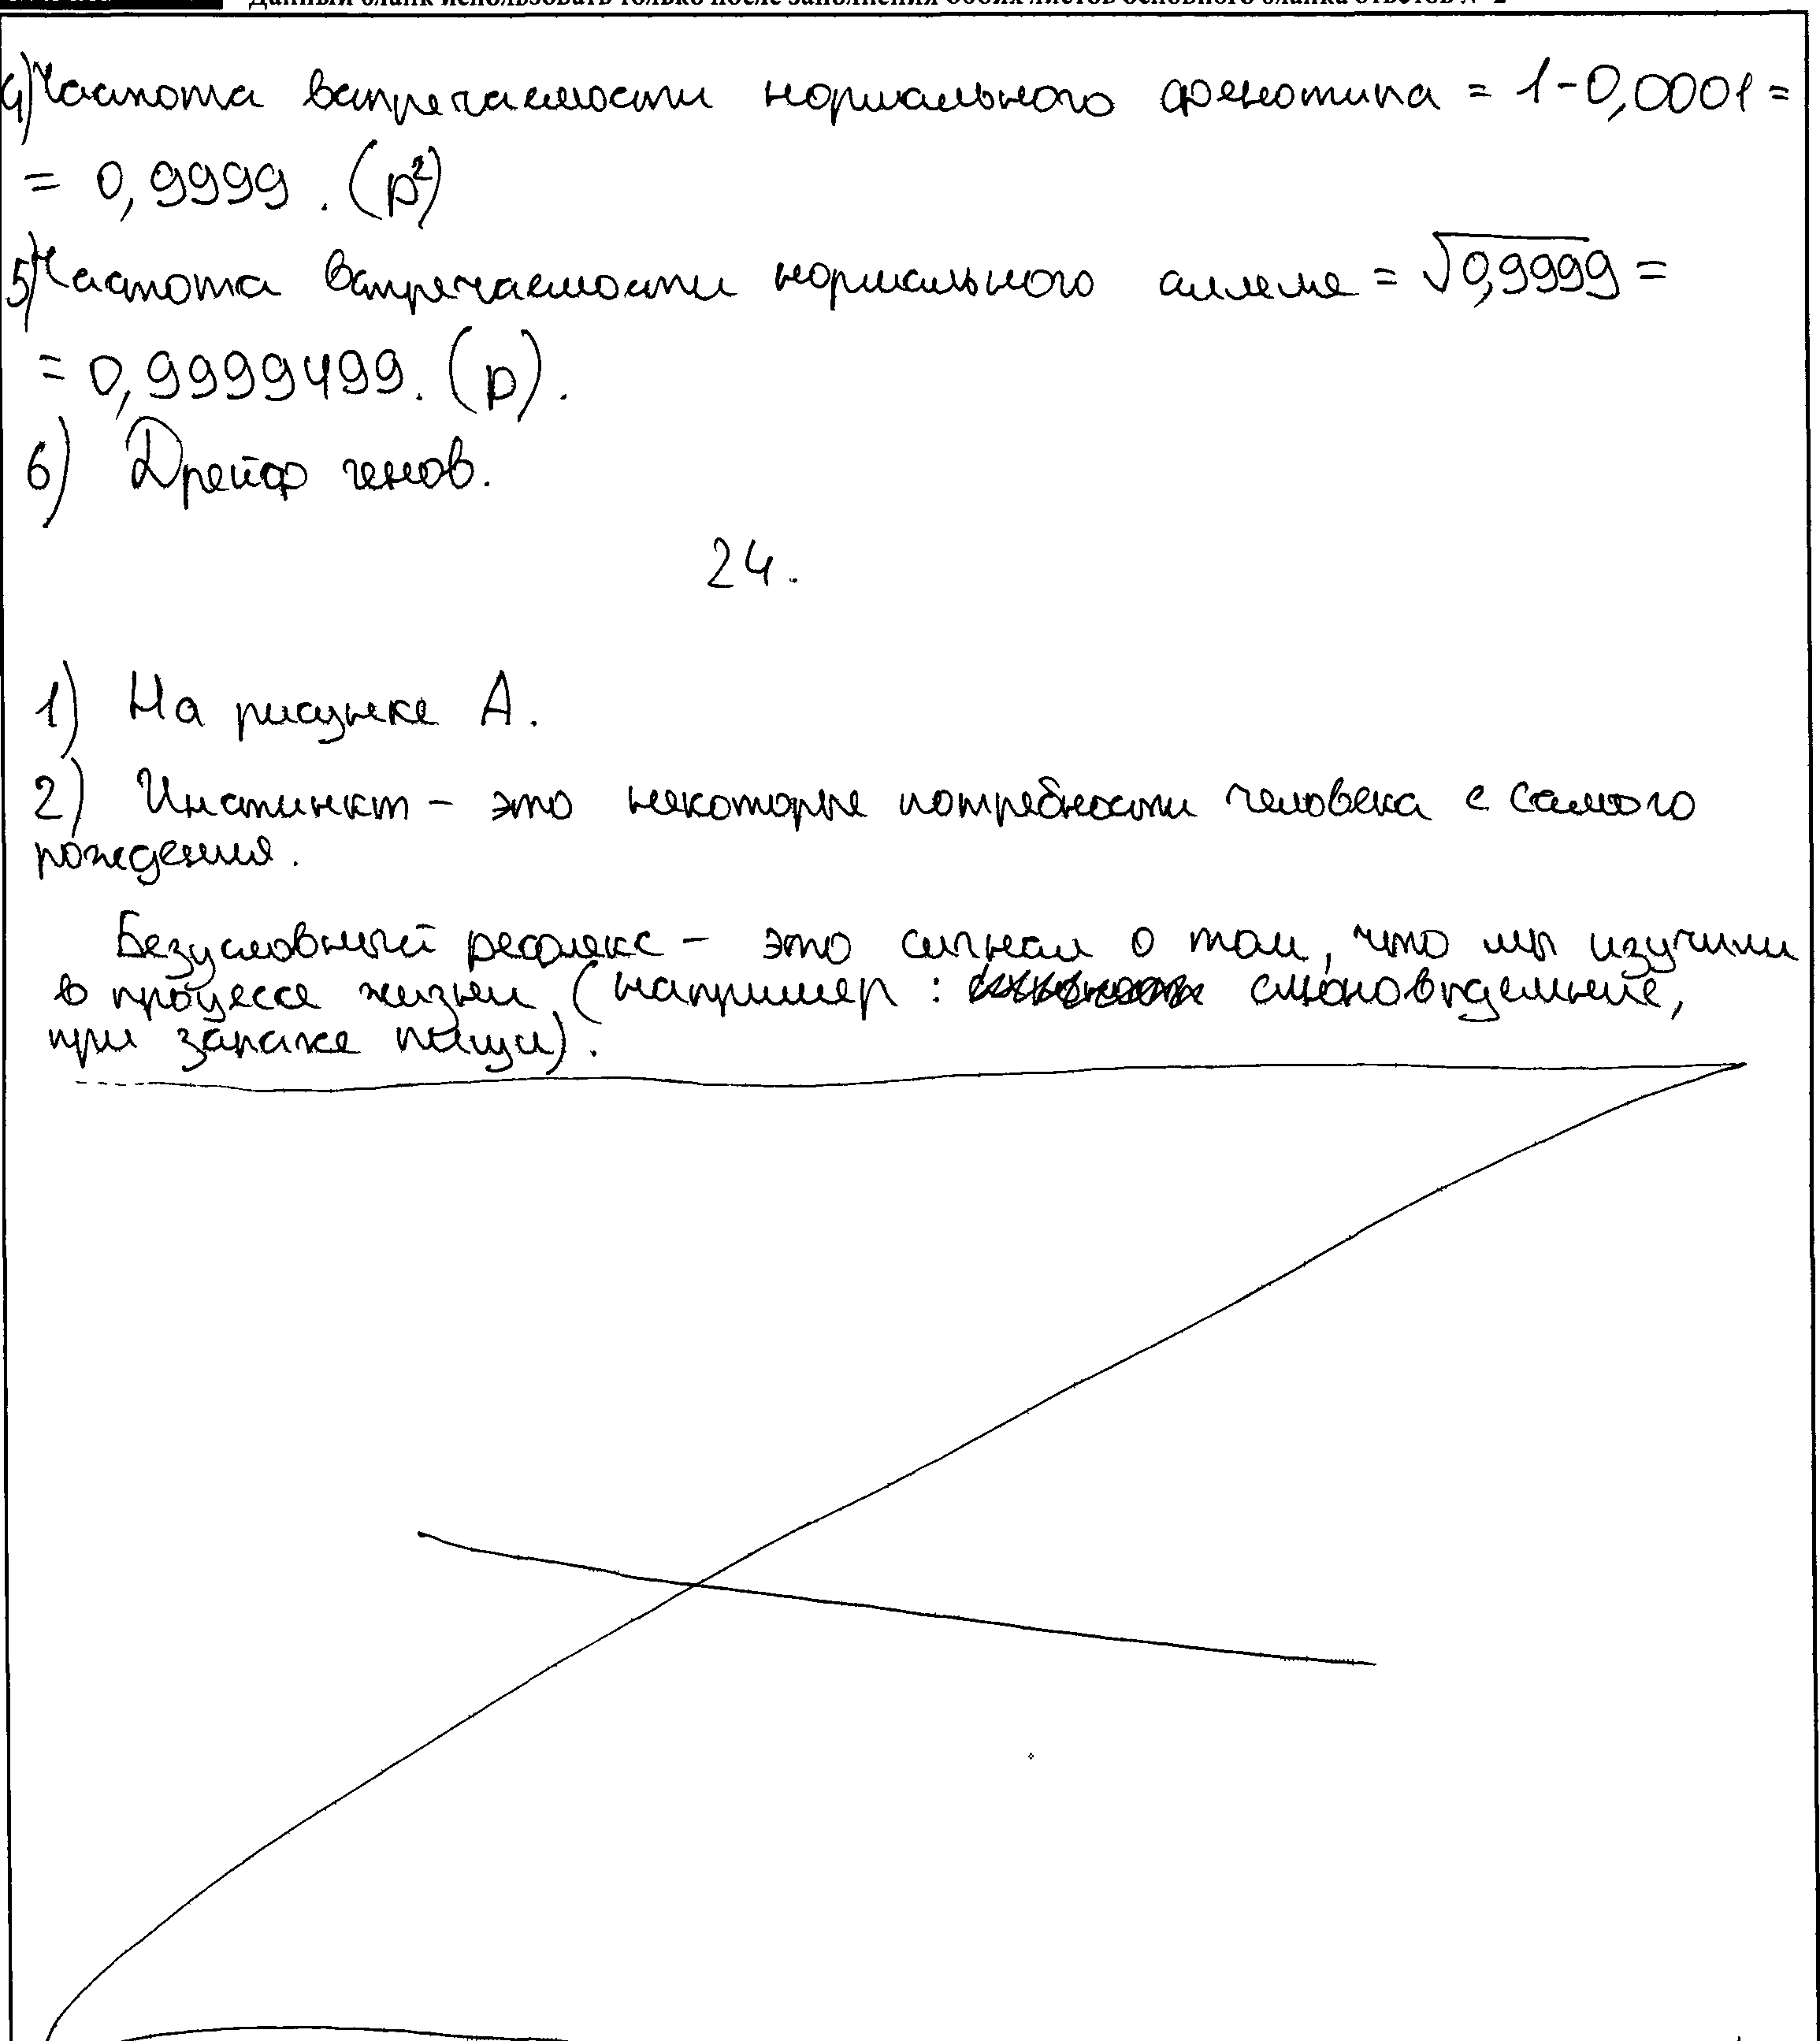 Данный бланк использовать только после заполнения обоих листов основного бланка ответов № 2
4) Частота встречаемости нормального фенотипа = 1-0,0001 =
= 0,9999. (p²)
5) Частота встречаемости нормального аллеля = √0,9999 =
= 0,9999499. (p).
6) Дрейф генов.
24.
1) На рисунке А.
2) Инстинкт - это некоторые потребности человека с самого
рождения.
Безусловный рефлекс - это сигнал о том, что мы изучили
в процессе жизни (например : слюновыделение,
при запахе пищи).